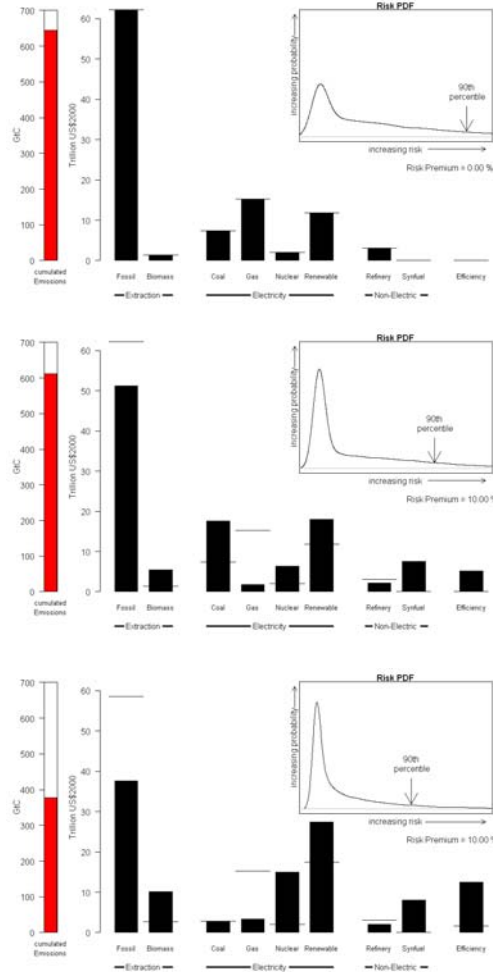 Risk PDF
700
600
500
400
300
200
100
0
GtC
cumulated
Emissions
60
50
40
30
20
10
0
Trillion US$2000
increasing probability
90th
percentile
increasing risk
Risk Premium = 0.00 %
Fossil Biomass Coal Gas Nuclear Renewable Refinery Synfuel Efficiency
Extraction Electricity Non-Electric
Risk PDF
700
600
500
400
300
200
100
0
GtC
cumulated
Emissions
60
50
40
30
20
10
0
Trillion US$2000
increasing probability
90th
percentile
increasing risk
Risk Premium = 10.00 %
Fossil Biomass Coal Gas Nuclear Renewable Refinery Synfuel Efficiency
Extraction Electricity Non-Electric
Risk PDF
700
600
500
400
300
200
100
0
GtC
cumulated
Emissions
60
50
40
30
20
10
0
Trillion US$2000
increasing probability
90th
percentile
increasing risk
Risk Premium = 10.00 %
Fossil Biomass Coal Gas Nuclear Renewable Refinery Synfuel Efficiency
Extraction Electricity Non-Electric